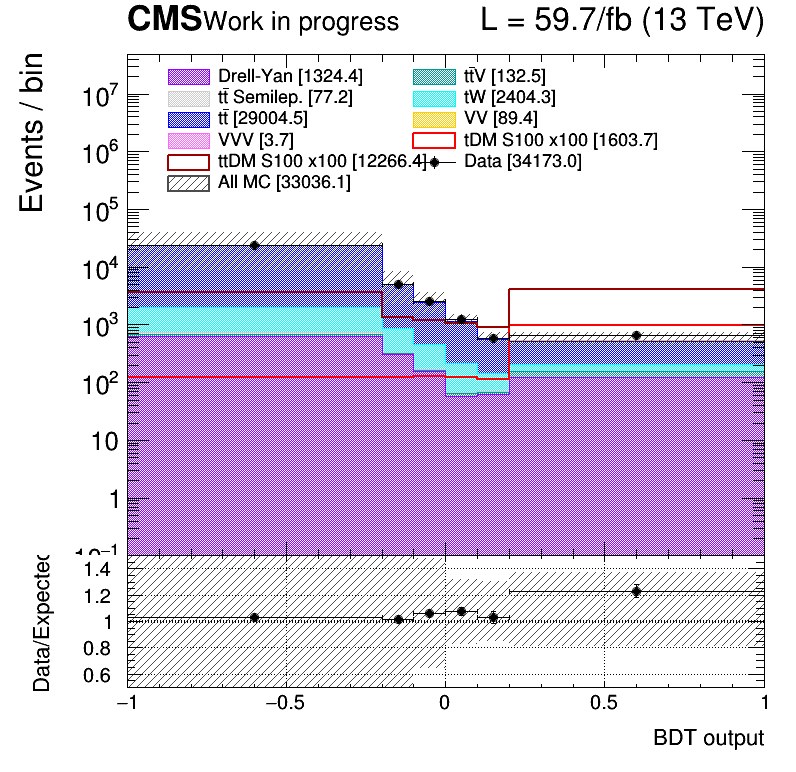 CMS Work in progress L = 59.7/fb (13 TeV)
Events / bin
Drell-Yan [1324.4] tt̄V [132.5]
tt̄ Semilep. [77.2] tW [2404.3]
tt̄ [29004.5] VV [89.4]
VVV [3.7] tDM S100 x100 [1603.7]
ttDM S100 x100 [12266.4] Data [34173.0]
All MC [33036.1]
10⁷
10⁶
10⁵
10⁴
10³
10²
10
1
10⁻¹
Data/Expected
1.4
1.2
1
0.8
0.6
−1 −0.5 0 0.5 1
BDT output